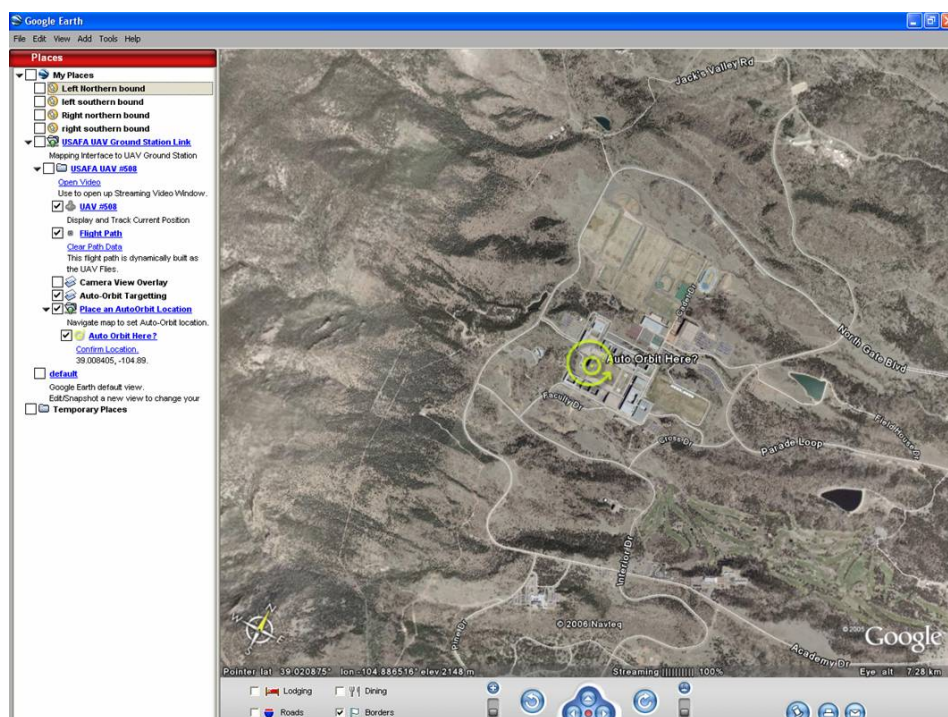 Google Earth
File Edit View Add Tools Help
Places
My Places
Left Northern bound
left southern bound
Right northern bound
right southern bound
USAFA UAV Ground Station Link
Mapping Interface to UAV Ground Station
USAFA UAV #508
Open Video
Use to open up Streaming Video Window.
UAV #508
Display and Track Current Position
Flight Path
Clear Path Data
This flight path is dynamically built as
the UAV Flies.
Camera View Overlay
Auto-Orbit Targetting
Place an AutoOrbit Location
Navigate map to set Auto-Orbit location.
Auto Orbit Here?
Confirm Location.
39.008405, -104.89.
default
Google Earth default view.
Edit/Snapshot a new view to change your
Temporary Places
Jack's Valley Rd
Cadet Dr
North Gate Blvd
Auto Orbit Here?
Faculty Dr
Cross Dr
Parade Loop
Field House Dr
Interior Dr
Pine Dr
Academy Dr
N
E
S
W
© 2006 Navteq
© 2005
Google
Pointer lat 39.020875° lon -104.886516° elev 2148 m
Streaming ||||||||| 100%
Eye alt 7.28 km
Lodging
Dining
Roads
Borders